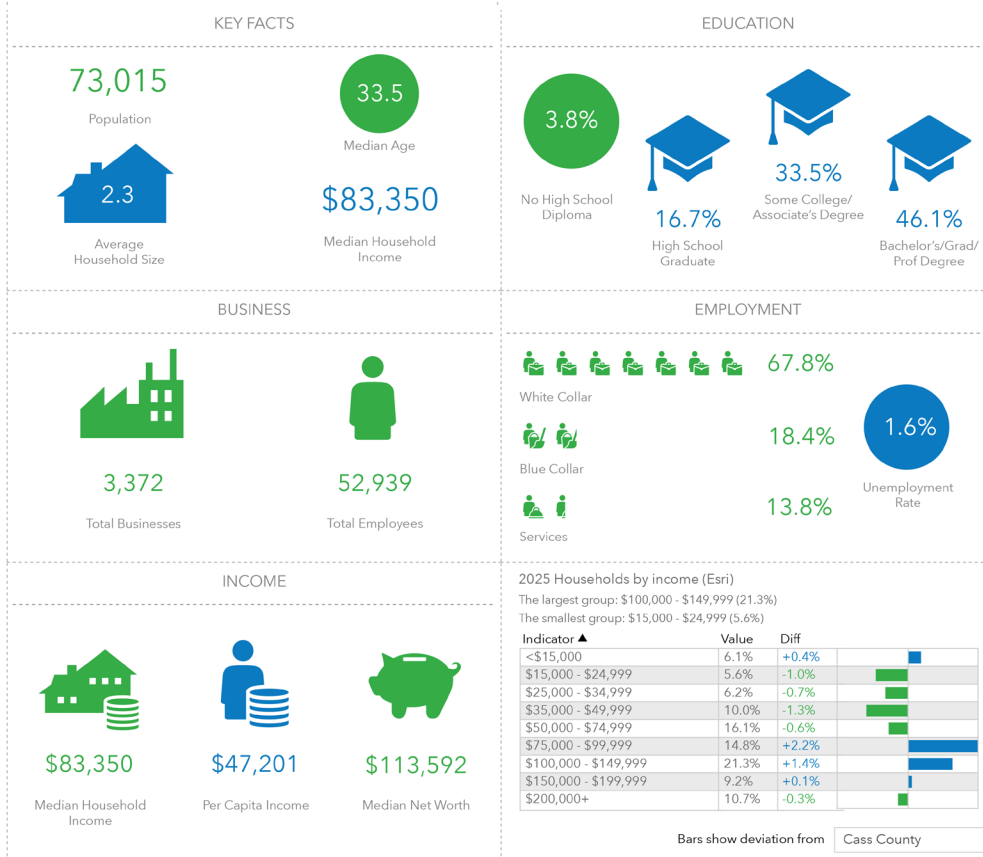 KEY FACTS
73,015
Population
33.5
Median Age
2.3
Average
Household Size
$83,350
Median Household
Income
EDUCATION
3.8%
No High School
Diploma
16.7%
High School
Graduate
33.5%
Some College/
Associate's Degree
46.1%
Bachelor's/Grad/
Prof Degree
BUSINESS
3,372
Total Businesses
52,939
Total Employees
EMPLOYMENT
67.8%
White Collar
18.4%
Blue Collar
13.8%
Services
1.6%
Unemployment
Rate
INCOME
$83,350
Median Household
Income
$47,201
Per Capita Income
$113,592
Median Net Worth
2025 Households by income (Esri)
The largest group: $100,000 - $149,999 (21.3%)
The smallest group: $15,000 - $24,999 (5.6%)
Indicator ▲ Value Diff
<$15,000 6.1% +0.4%
$15,000 - $24,999 5.6% -1.0%
$25,000 - $34,999 6.2% -0.7%
$35,000 - $49,999 10.0% -1.3%
$50,000 - $74,999 16.1% -0.6%
$75,000 - $99,999 14.8% +2.2%
$100,000 - $149,999 21.3% +1.4%
$150,000 - $199,999 9.2% +0.1%
$200,000+ 10.7% -0.3%
Bars show deviation from Cass County